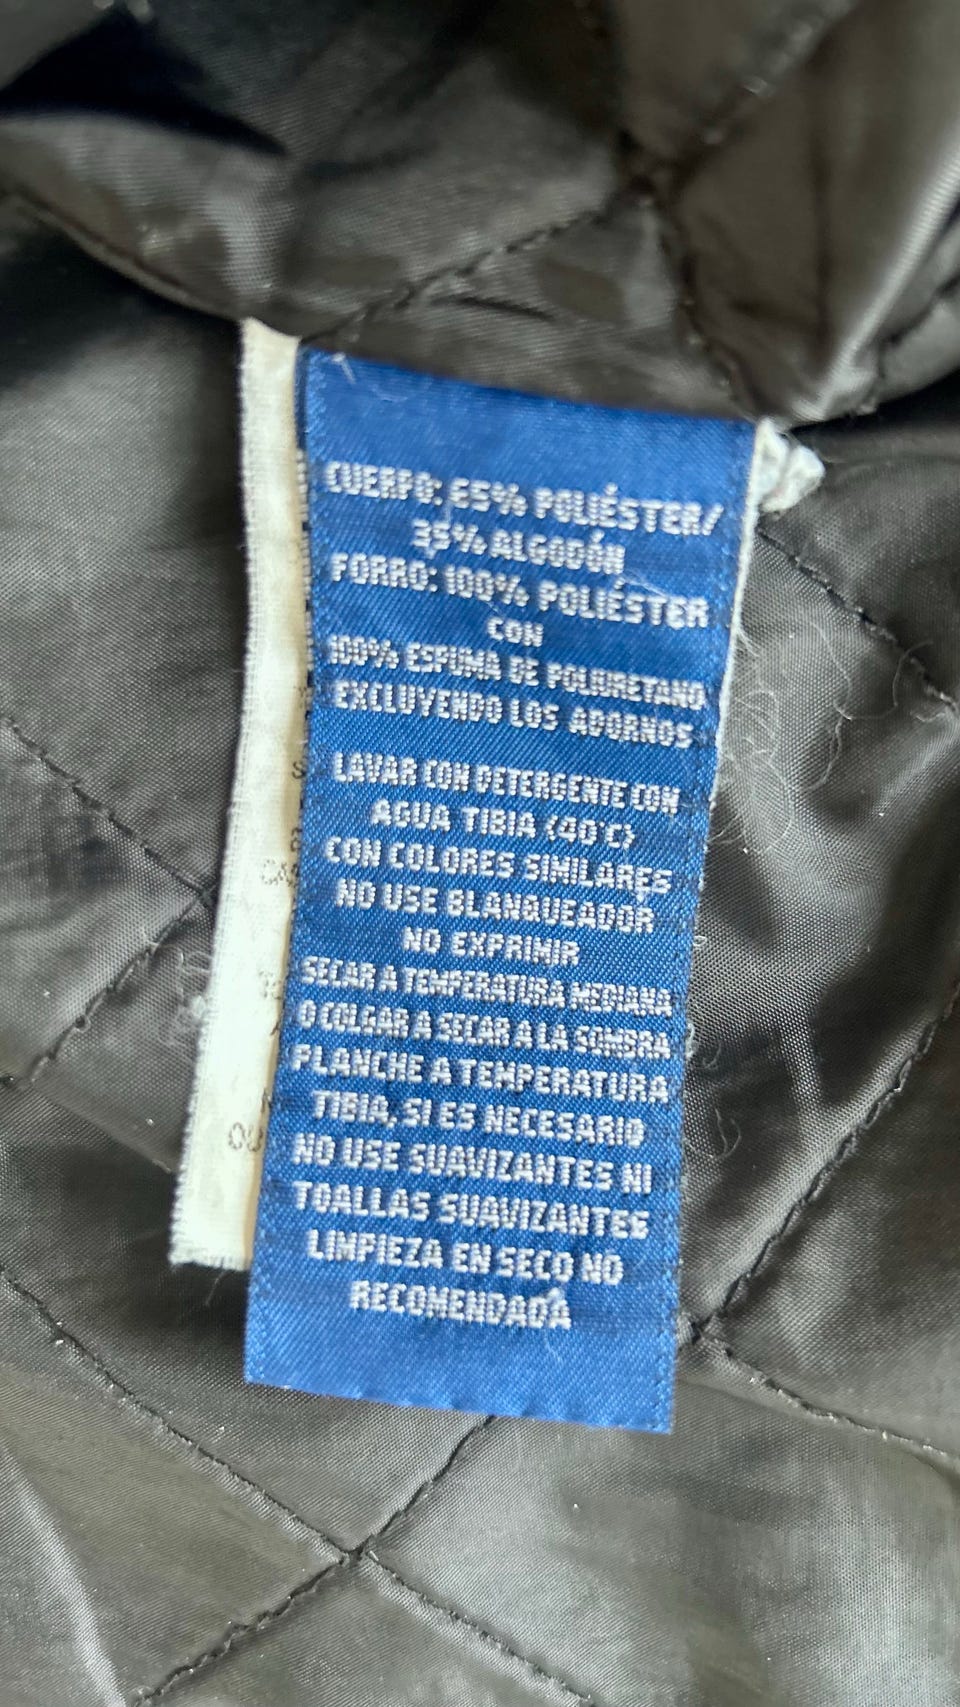 CUERPO: 65% POLIÉSTER/
35% ALGODÓN
FORRO: 100% POLIÉSTER
CON
100% ESPUMA DE POLIURETANO
EXCLUYENDO LOS ADORNOS
LAVAR CON DETERGENTE CON
AGUA TIBIA (40°C)
CON COLORES SIMILARES
NO USE BLANQUEADOR
NO EXPRIMIR
SECAR A TEMPERATURA MEDIANA
O COLGAR A SECAR A LA SOMBRA
PLANCHE A TEMPERATURA
TIBIA, SI ES NECESARIO
NO USE SUAVIZANTES NI
TOALLAS SUAVIZANTES
LIMPIEZA EN SECO NO
RECOMENDADA